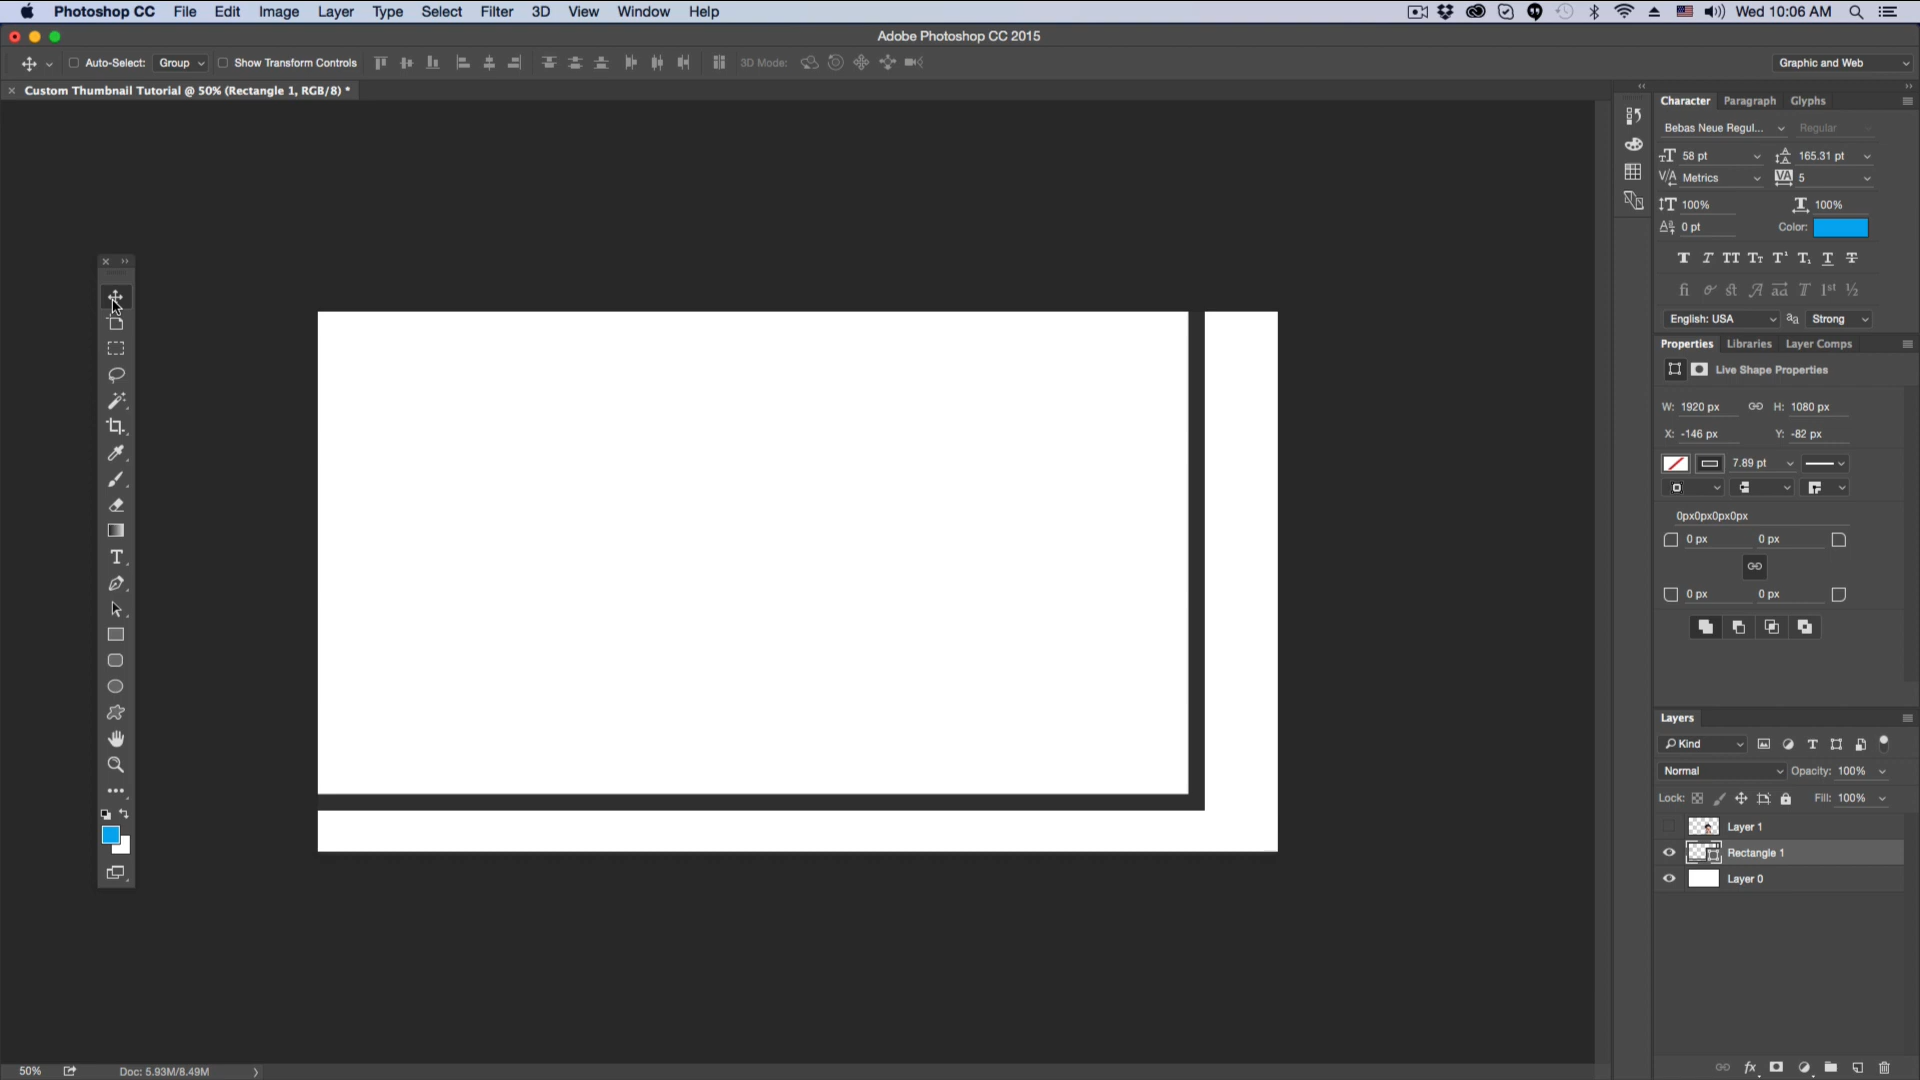 Photoshop CC File Edit Image Layer Type Select Filter 3D View Window Help Wed 10:06 AM
Adobe Photoshop CC 2015
Auto-Select: Group Show Transform Controls 3D Mode: Graphic and Web
× Custom Thumbnail Tutorial @ 50% (Rectangle 1, RGB/8) *
Character Paragraph Glyphs
Bebas Neue Regul... Regular
58 pt 165.31 pt
Metrics 5
100% 100%
0 pt Color:
English: USA Strong
Properties Libraries Layer Comps
Live Shape Properties
W: 1920 px H: 1080 px
X: -146 px Y: -82 px
7.89 pt
0px0px0px0px
0 px 0 px
0 px 0 px
Layers
Kind
Normal Opacity: 100%
Lock: Fill: 100%
Layer 1
Rectangle 1
Layer 0
50% Doc: 5.93M/8.49M